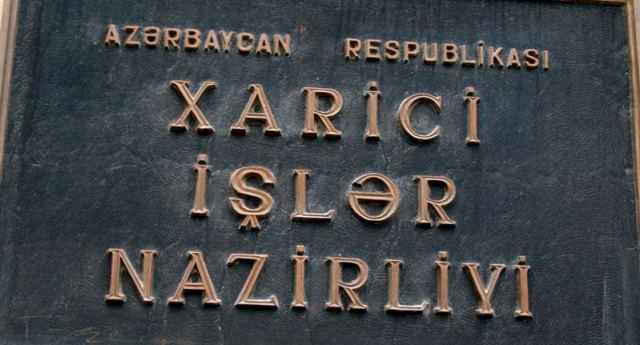 AZƏRBAYCAN RESPUBLİKASI
XARİCİ
İŞLƏR
NAZİRLİYİ